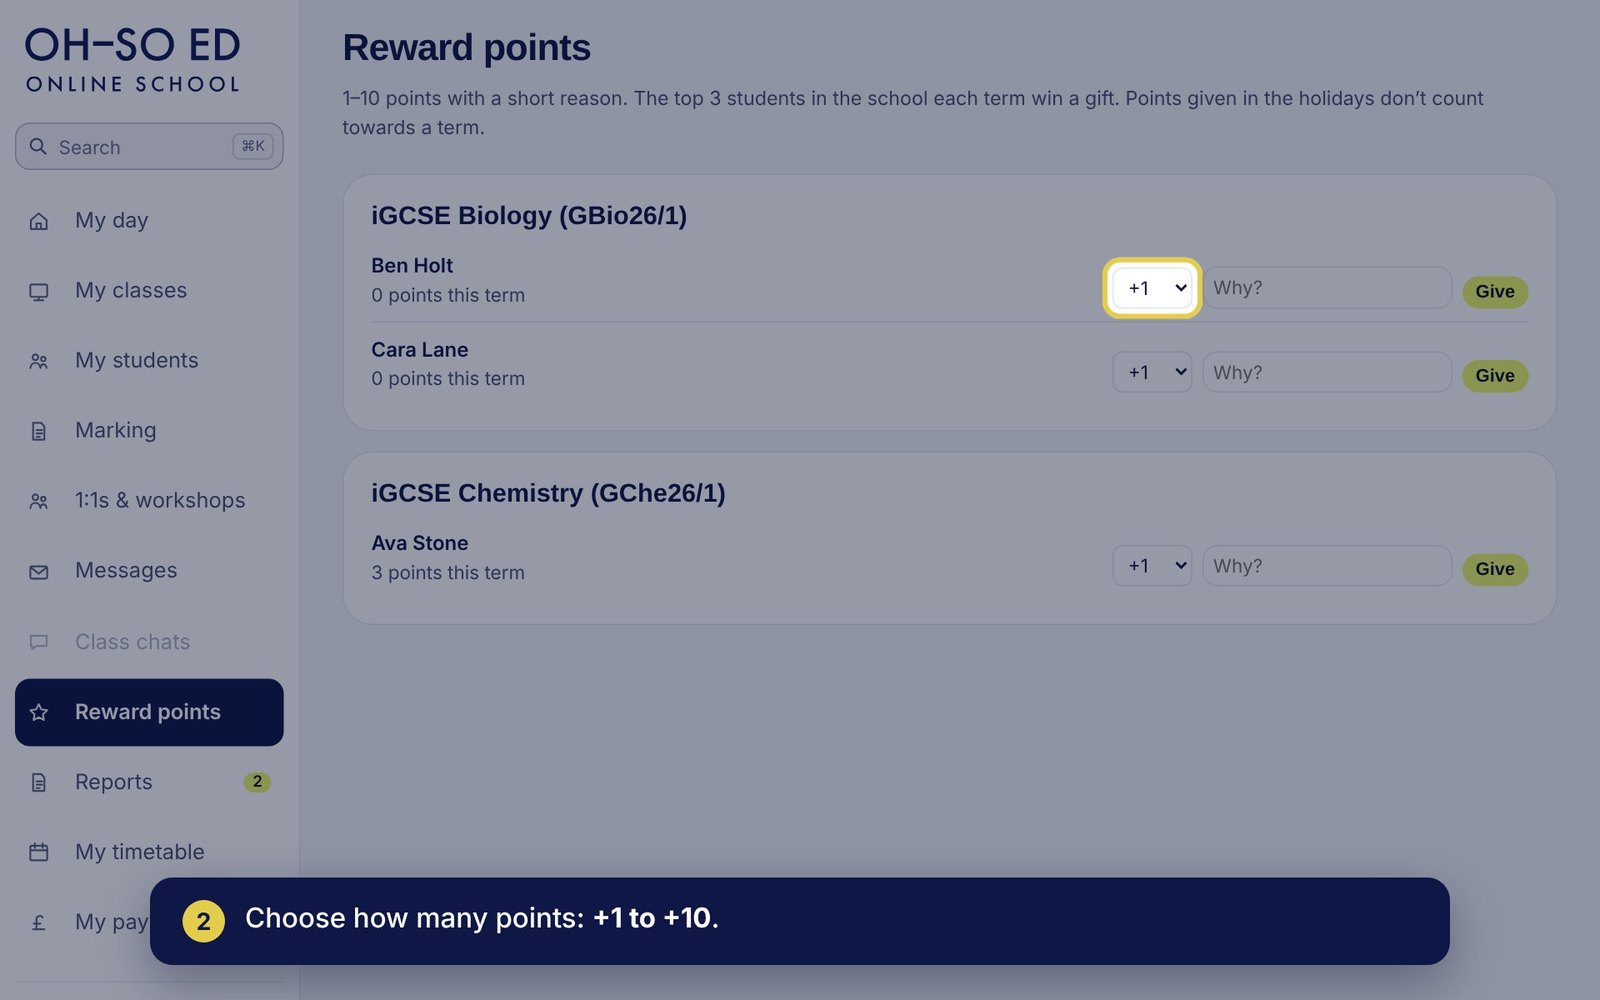 OH–SO ED
ONLINE SCHOOL
Search
⌘K
My day
My classes
My students
Marking
1:1s & workshops
Messages
Class chats
Reward points
Reports
2
My timetable
£
My pay
Reward points
1–10 points with a short reason. The top 3 students in the school each term win a gift. Points given in the holidays don’t count
towards a term.
iGCSE Biology (GBio26/1)
Ben Holt
0 points this term
+1
Why?
Give
Cara Lane
0 points this term
+1
Why?
Give
iGCSE Chemistry (GChe26/1)
Ava Stone
3 points this term
+1
Why?
Give
2
Choose how many points: +1 to +10.